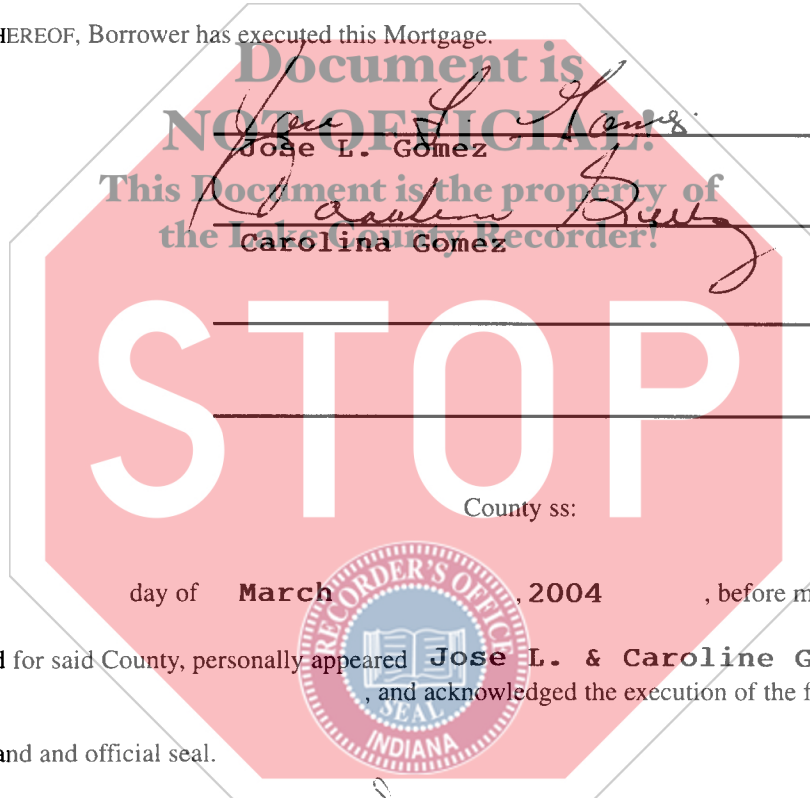 HEREOF, Borrower has executed this Mortgage.
Document is
NOT OFFICIAL!
Jose L. Gomez
Jose L. Gomez
This Document is the property of
the Lake County Recorder!
Carolina Gomez
STOP
County ss:
day of March , 2004 , before m
RECORDER'S OFFICE
for said County, personally appeared Jose L. & Caroline G
, and acknowledged the execution of the f
SEAL
INDIANA
and and official seal.